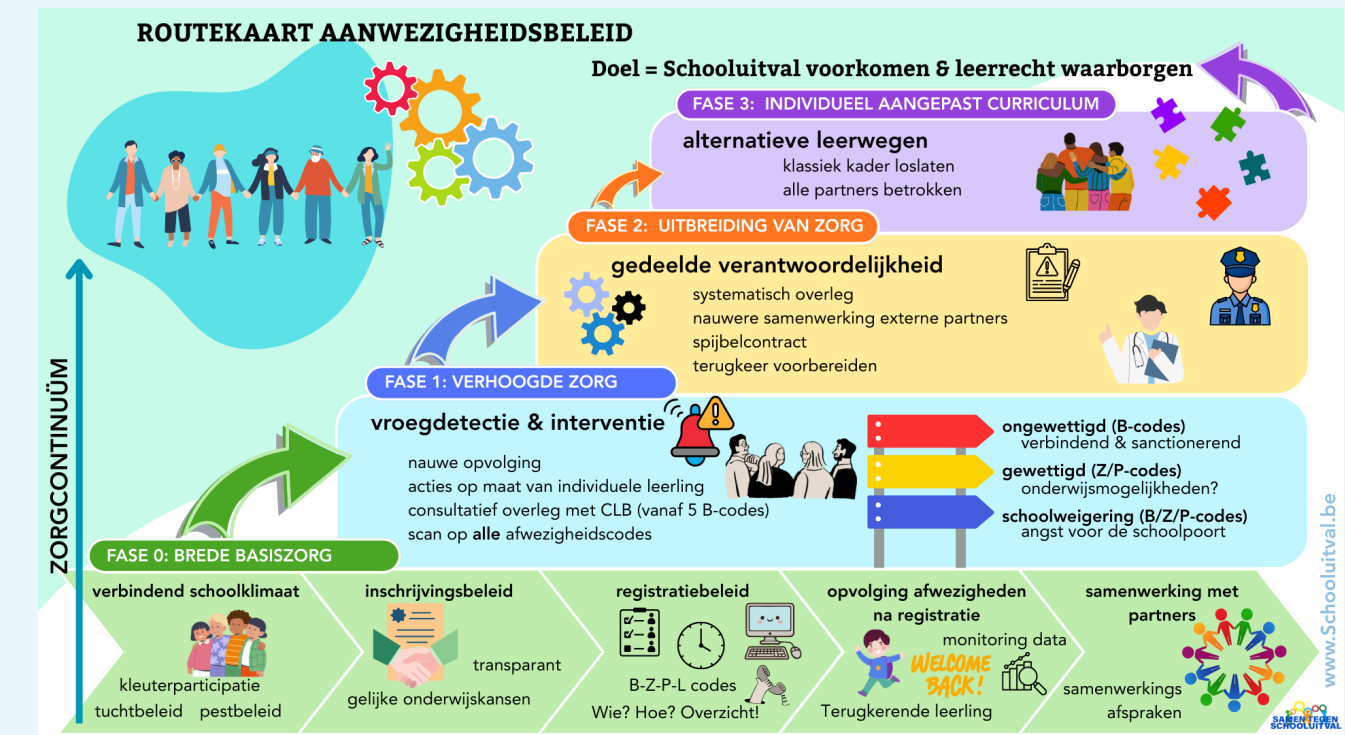 ROUTEKAART AANWEZIGHEIDSBELEID
Doel = Schooluitval voorkomen & leerrecht waarborgen
FASE 3: INDIVIDUEEL AANGEPAST CURRICULUM
alternatieve leerwegen
klassiek kader loslaten
alle partners betrokken
FASE 2: UITBREIDING VAN ZORG
gedeelde verantwoordelijkheid
systematisch overleg
nauwere samenwerking externe partners
spijbelcontract
terugkeer voorbereiden
FASE 1: VERHOOGDE ZORG
vroegdetectie & interventie
nauwe opvolging
acties op maat van individuele leerling
consultatief overleg met CLB (vanaf 5 B-codes)
scan op alle afwezigheidscodes
ongewettigd (B-codes)
verbindend & sanctionerend
gewettigd (Z/P-codes)
onderwijsmogelijkheden?
schoolweigering (B/Z/P-codes)
angst voor de schoolpoort
ZORGCONTINUÜM
FASE 0: BREDE BASISZORG
verbindend schoolklimaat
kleuterparticipatie
tuchtbeleid pestbeleid
inschrijvingsbeleid
transparant
gelijke onderwijskansen
registratiebeleid
B-Z-P-L codes
Wie? Hoe? Overzicht!
opvolging afwezigheden
na registratie
monitoring data
WELCOME
BACK!
Terugkerende leerling
samenwerking met
partners
samenwerkings
afspraken
www.Schooluitval.be
SAMEN TEGEN
SCHOOLUITVAL